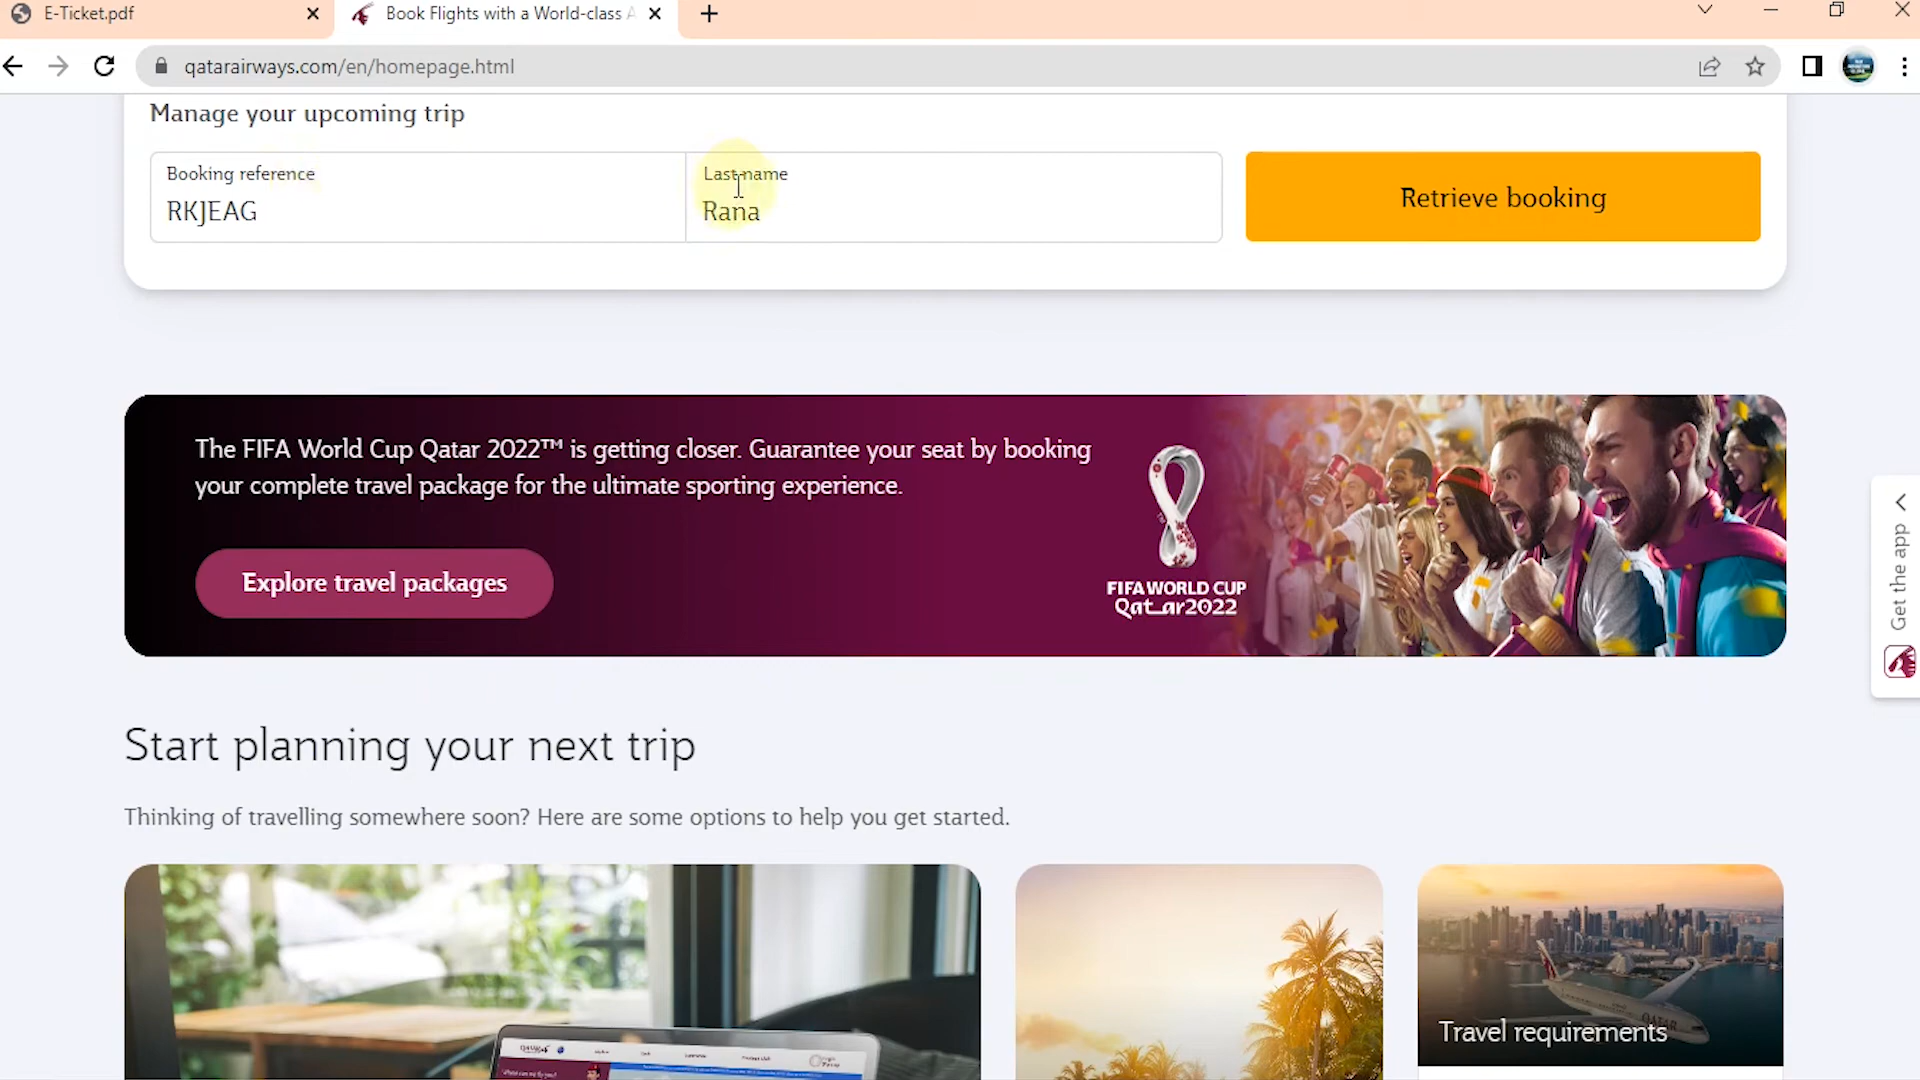 E-Ticket.pdf
Book Flights with a World-class A
qatarairways.com/en/homepage.html
Manage your upcoming trip
Booking reference
RKJEAG
Last name
Rana
Retrieve booking
The FIFA World Cup Qatar 2022™ is getting closer. Guarantee your seat by booking
your complete travel package for the ultimate sporting experience.
Explore travel packages
FIFA WORLD CUP
Qatar2022
Get the app
Start planning your next trip
Thinking of travelling somewhere soon? Here are some options to help you get started.
QATAR
Travel requirements